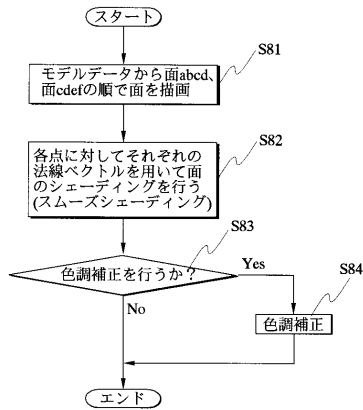 スタート
S81
モデルデータから面abcd、
面cdefの順で面を描画
S82
各点に対してそれぞれの
法線ベクトルを用いて面
のシェーディングを行う
(スムーズシェーディング)
S83
色調補正を行うか？
Yes
S84
No
色調補正
エンド